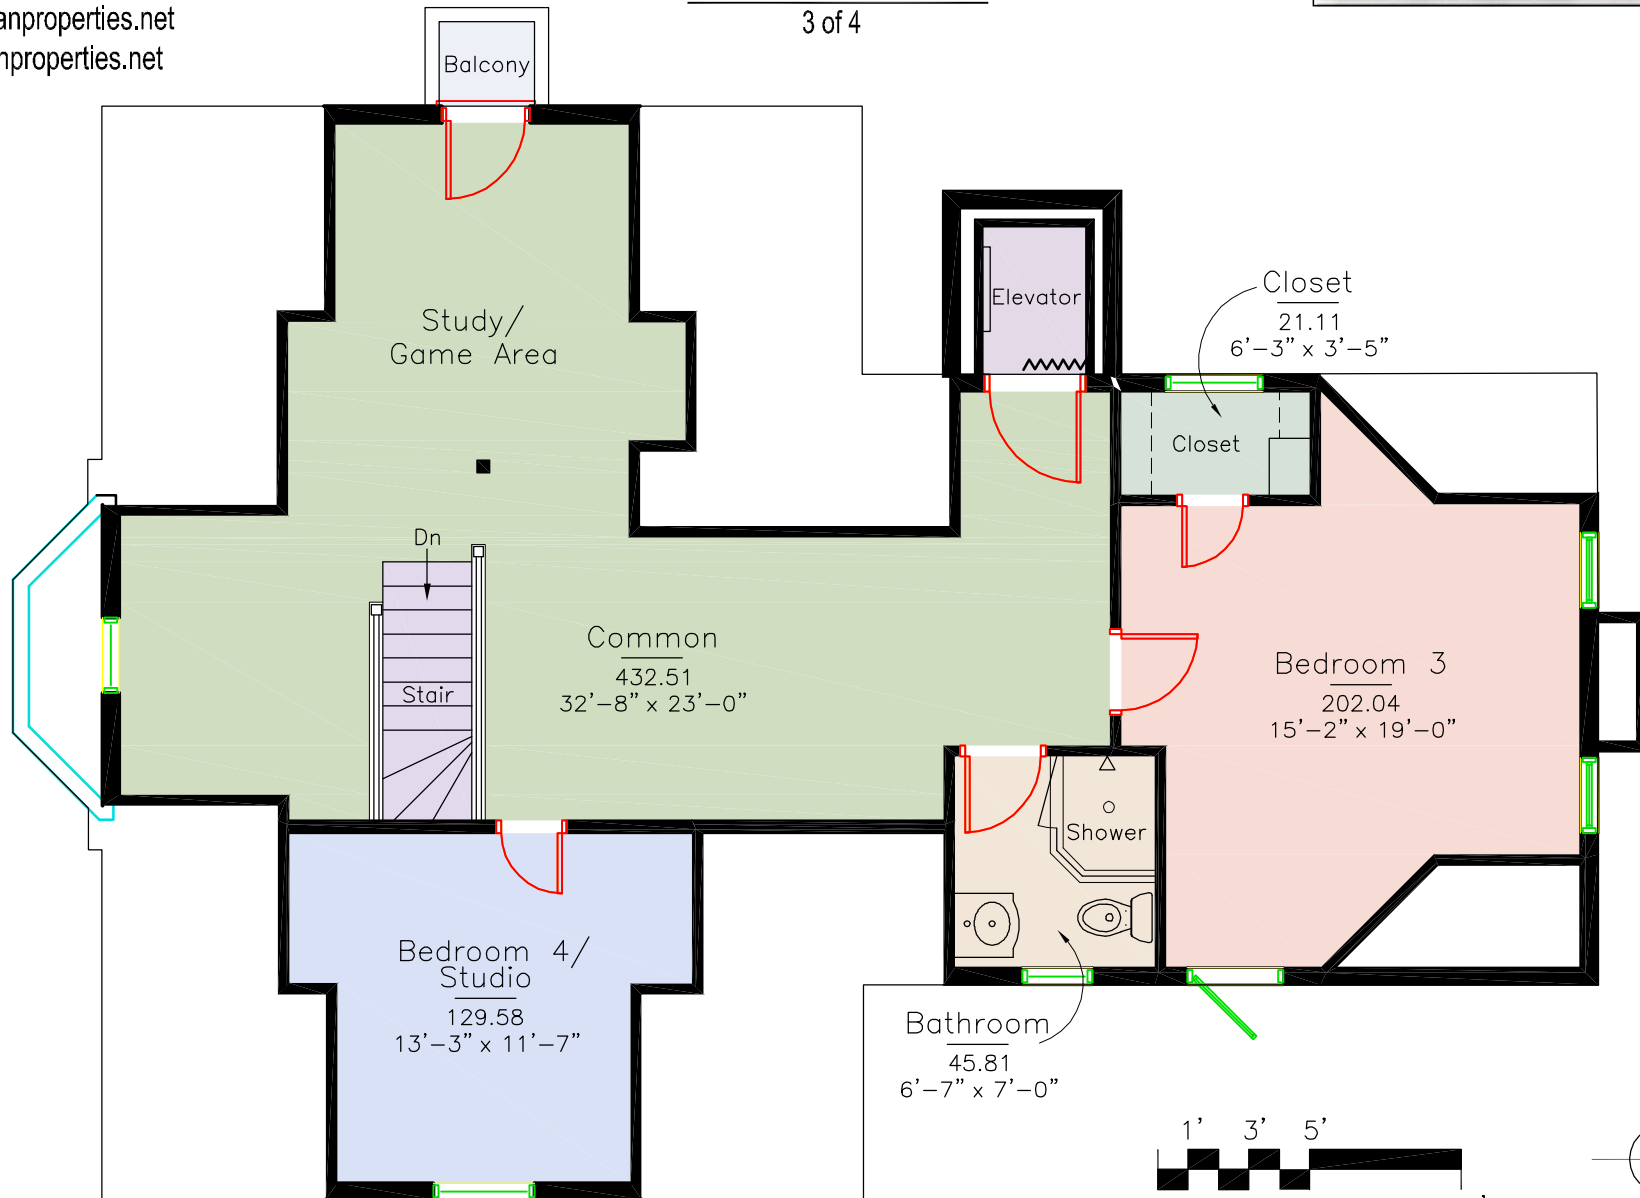 anproperties.net
nproperties.net
3 of 4
Balcony
Study/
Game Area
Elevator
Closet
21.11
6'-3" x 3'-5"
Closet
Dn
Stair
Common
432.51
32'-8" x 23'-0"
Bedroom 3
202.04
15'-2" x 19'-0"
Shower
Bedroom 4/
Studio
129.58
13'-3" x 11'-7"
Bathroom
45.81
6'-7" x 7'-0"
1' 3' 5'